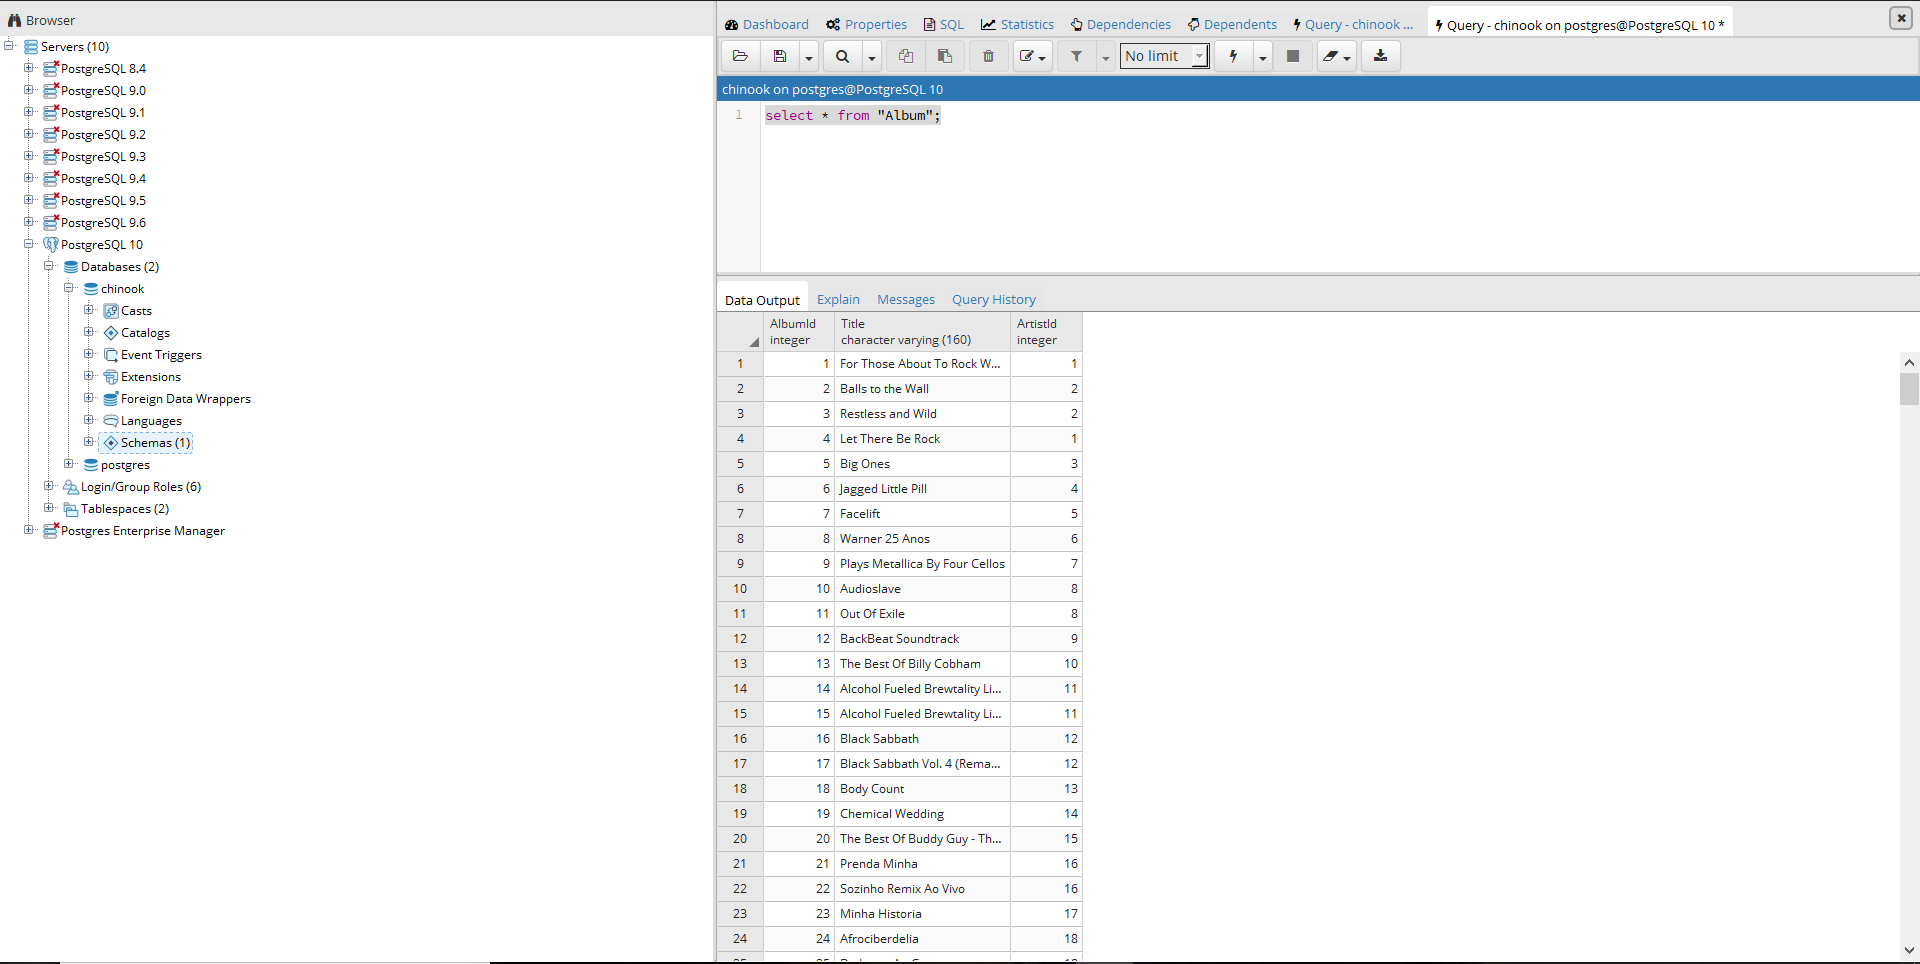 Browser
Servers (10)
PostgreSQL 8.4
PostgreSQL 9.0
PostgreSQL 9.1
PostgreSQL 9.2
PostgreSQL 9.3
PostgreSQL 9.4
PostgreSQL 9.5
PostgreSQL 9.6
PostgreSQL 10
Databases (2)
chinook
Casts
Catalogs
Event Triggers
Extensions
Foreign Data Wrappers
Languages
Schemas (1)
postgres
Login/Group Roles (6)
Tablespaces (2)
Postgres Enterprise Manager
Dashboard Properties SQL Statistics Dependencies Dependents Query - chinook ... Query - chinook on postgres@PostgreSQL 10 *
No limit
chinook on postgres@PostgreSQL 10
1 select * from "Album";
Data Output Explain Messages Query History
AlbumId Title ArtistId
integer character varying (160) integer
1 1 For Those About To Rock W... 1
2 2 Balls to the Wall 2
3 3 Restless and Wild 2
4 4 Let There Be Rock 1
5 5 Big Ones 3
6 6 Jagged Little Pill 4
7 7 Facelift 5
8 8 Warner 25 Anos 6
9 9 Plays Metallica By Four Cellos 7
10 10 Audioslave 8
11 11 Out Of Exile 8
12 12 BackBeat Soundtrack 9
13 13 The Best Of Billy Cobham 10
14 14 Alcohol Fueled Brewtality Li... 11
15 15 Alcohol Fueled Brewtality Li... 11
16 16 Black Sabbath 12
17 17 Black Sabbath Vol. 4 (Rema... 12
18 18 Body Count 13
19 19 Chemical Wedding 14
20 20 The Best Of Buddy Guy - Th... 15
21 21 Prenda Minha 16
22 22 Sozinho Remix Ao Vivo 16
23 23 Minha Historia 17
24 24 Afrociberdelia 18